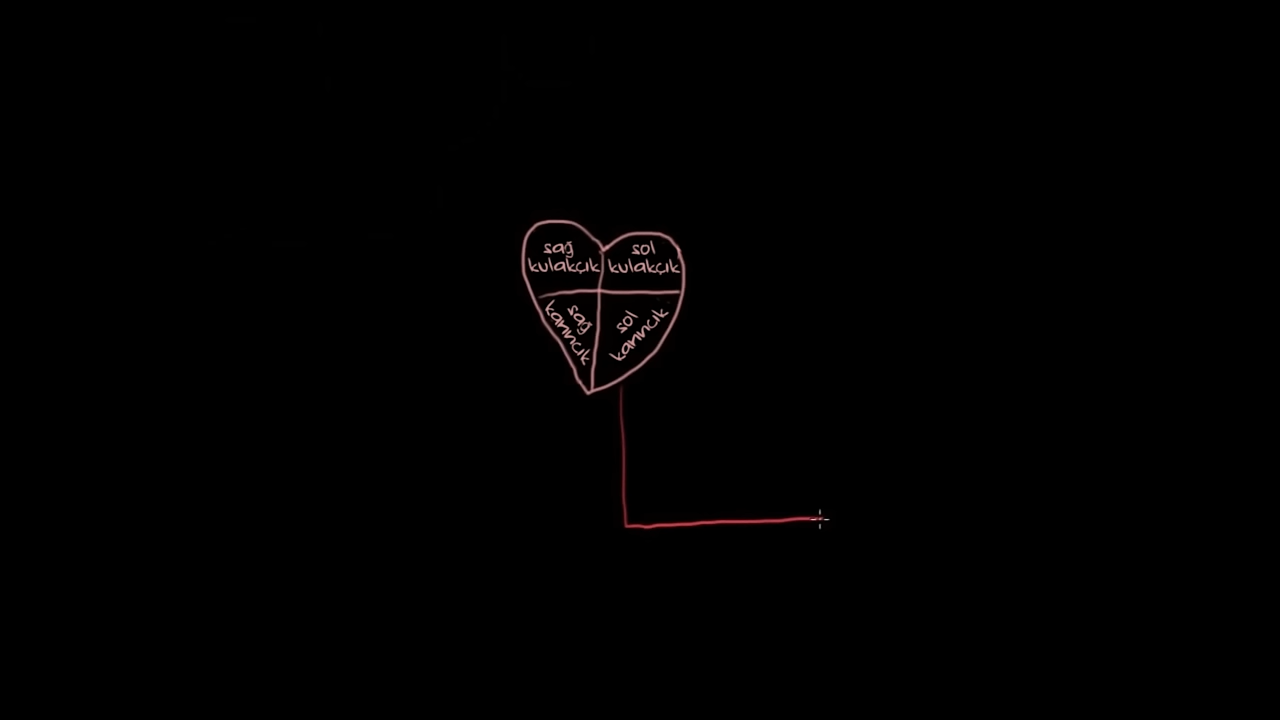 sağ
kulakçık
sol
kulakçık
sağ
karıncık
sol
karıncık